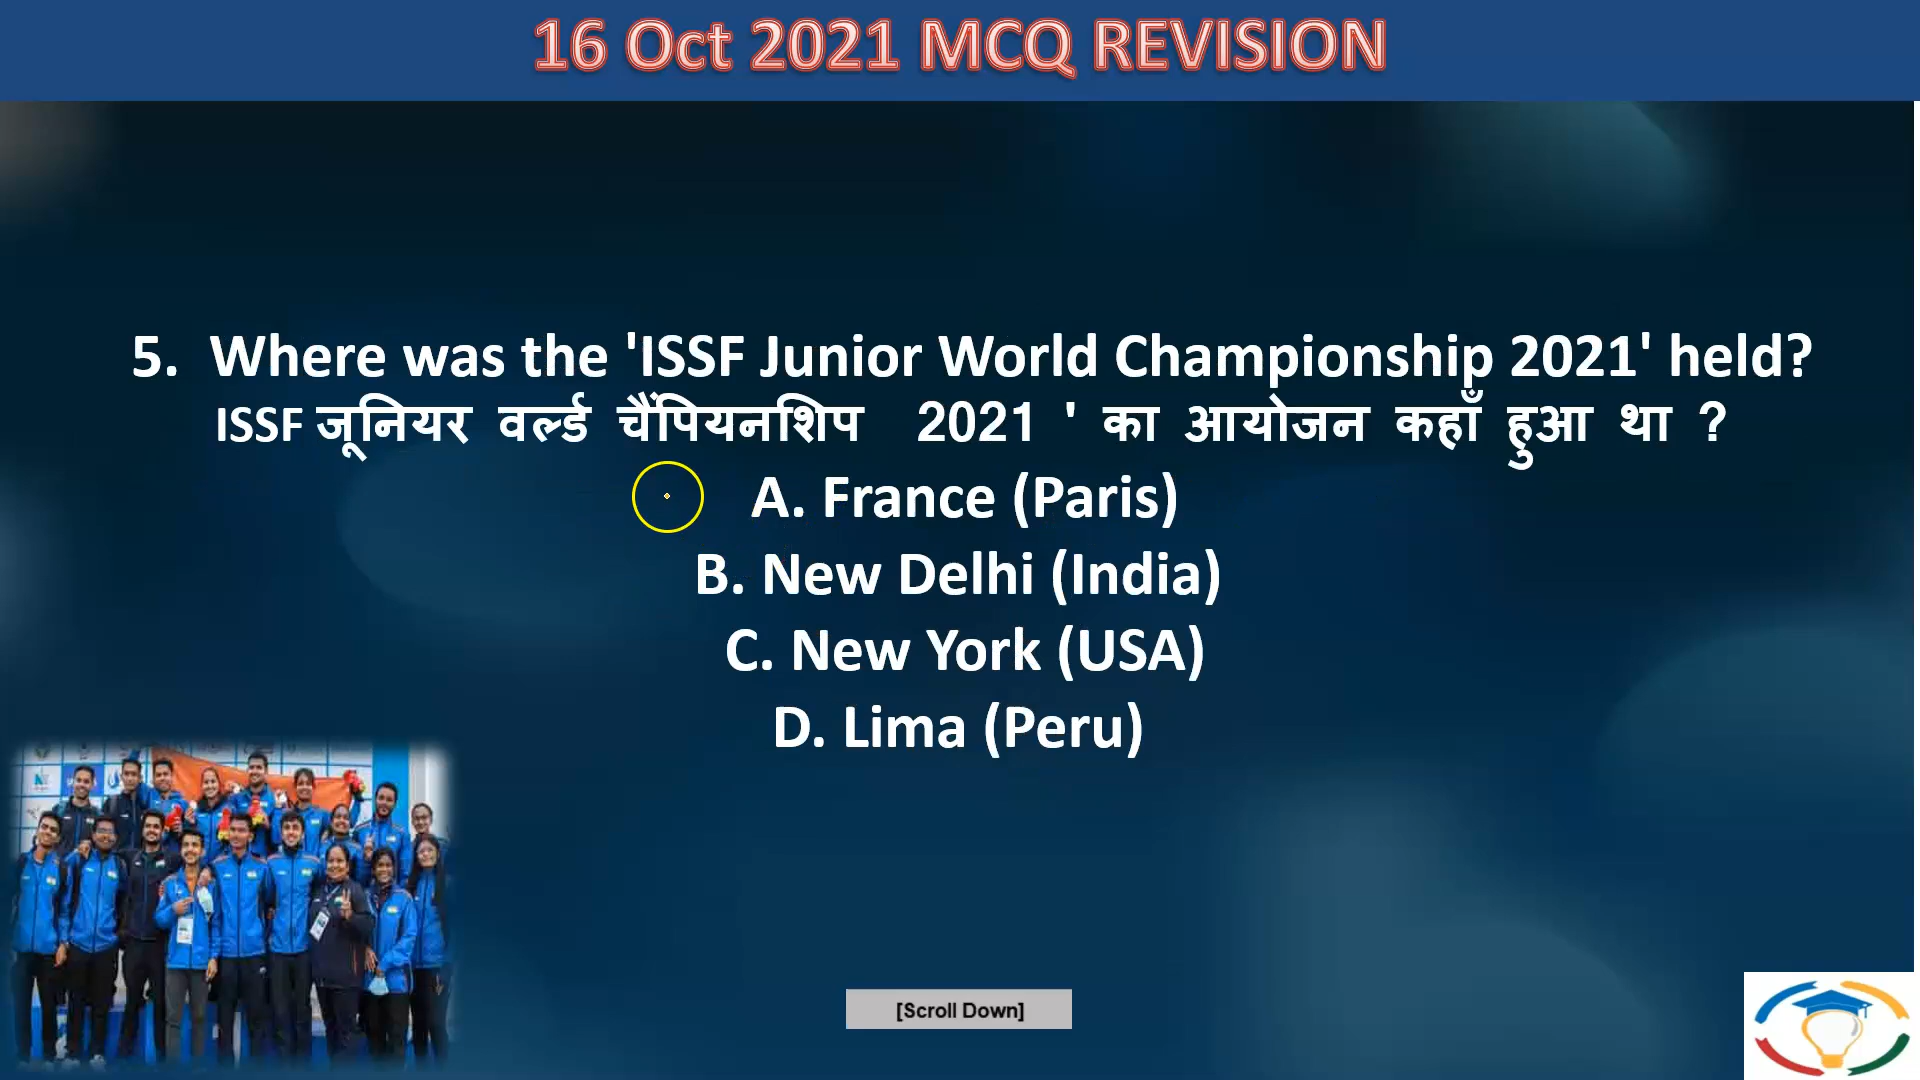 16 Oct 2021 MCQ REVISION
5. Where was the 'ISSF Junior World Championship 2021' held?
ISSF जूनियर वर्ल्ड चैंपियनशिप 2021 ' का आयोजन कहाँ हुआ था ?
A. France (Paris)
B. New Delhi (India)
C. New York (USA)
D. Lima (Peru)
[Scroll Down]